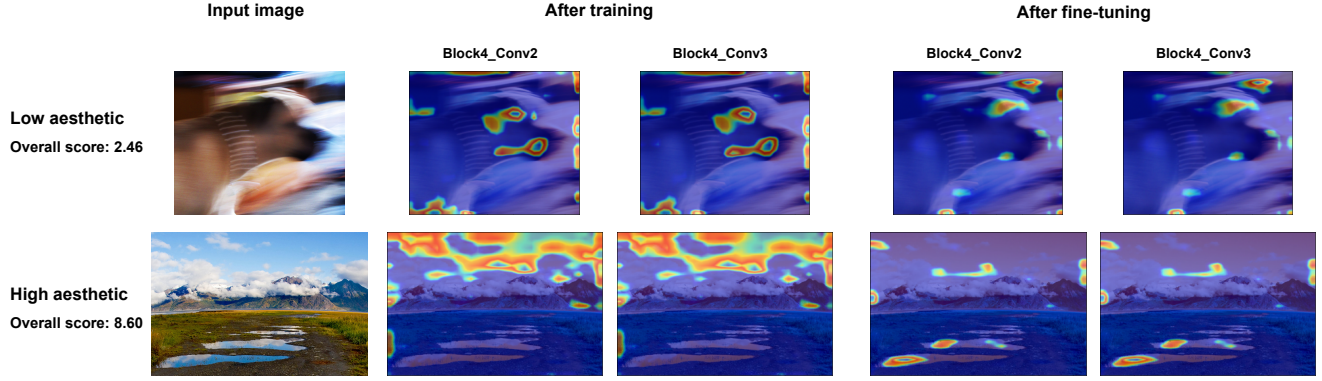 Input image
After training
After fine-tuning
Block4_Conv2
Block4_Conv3
Block4_Conv2
Block4_Conv3
Low aesthetic
Overall score: 2.46
High aesthetic
Overall score: 8.60